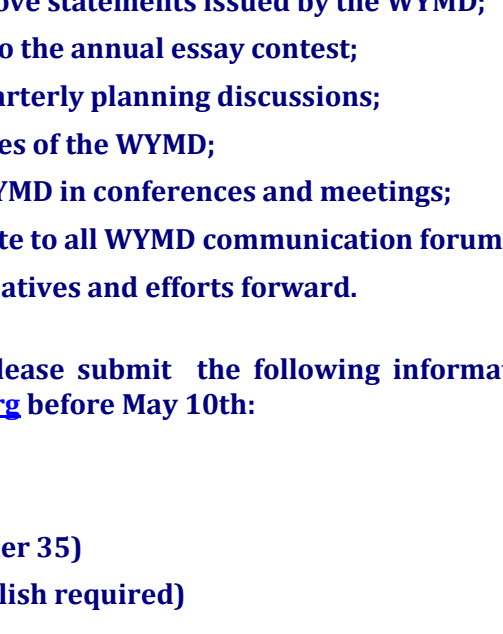 ove statements issued by the WYMD;
o the annual essay contest;
arterly planning discussions;
es of the WYMD;
YMD in conferences and meetings;
te to all WYMD communication forum
atives and efforts forward.
lease submit the following informat
rg before May 10th:
er 35)
lish required)